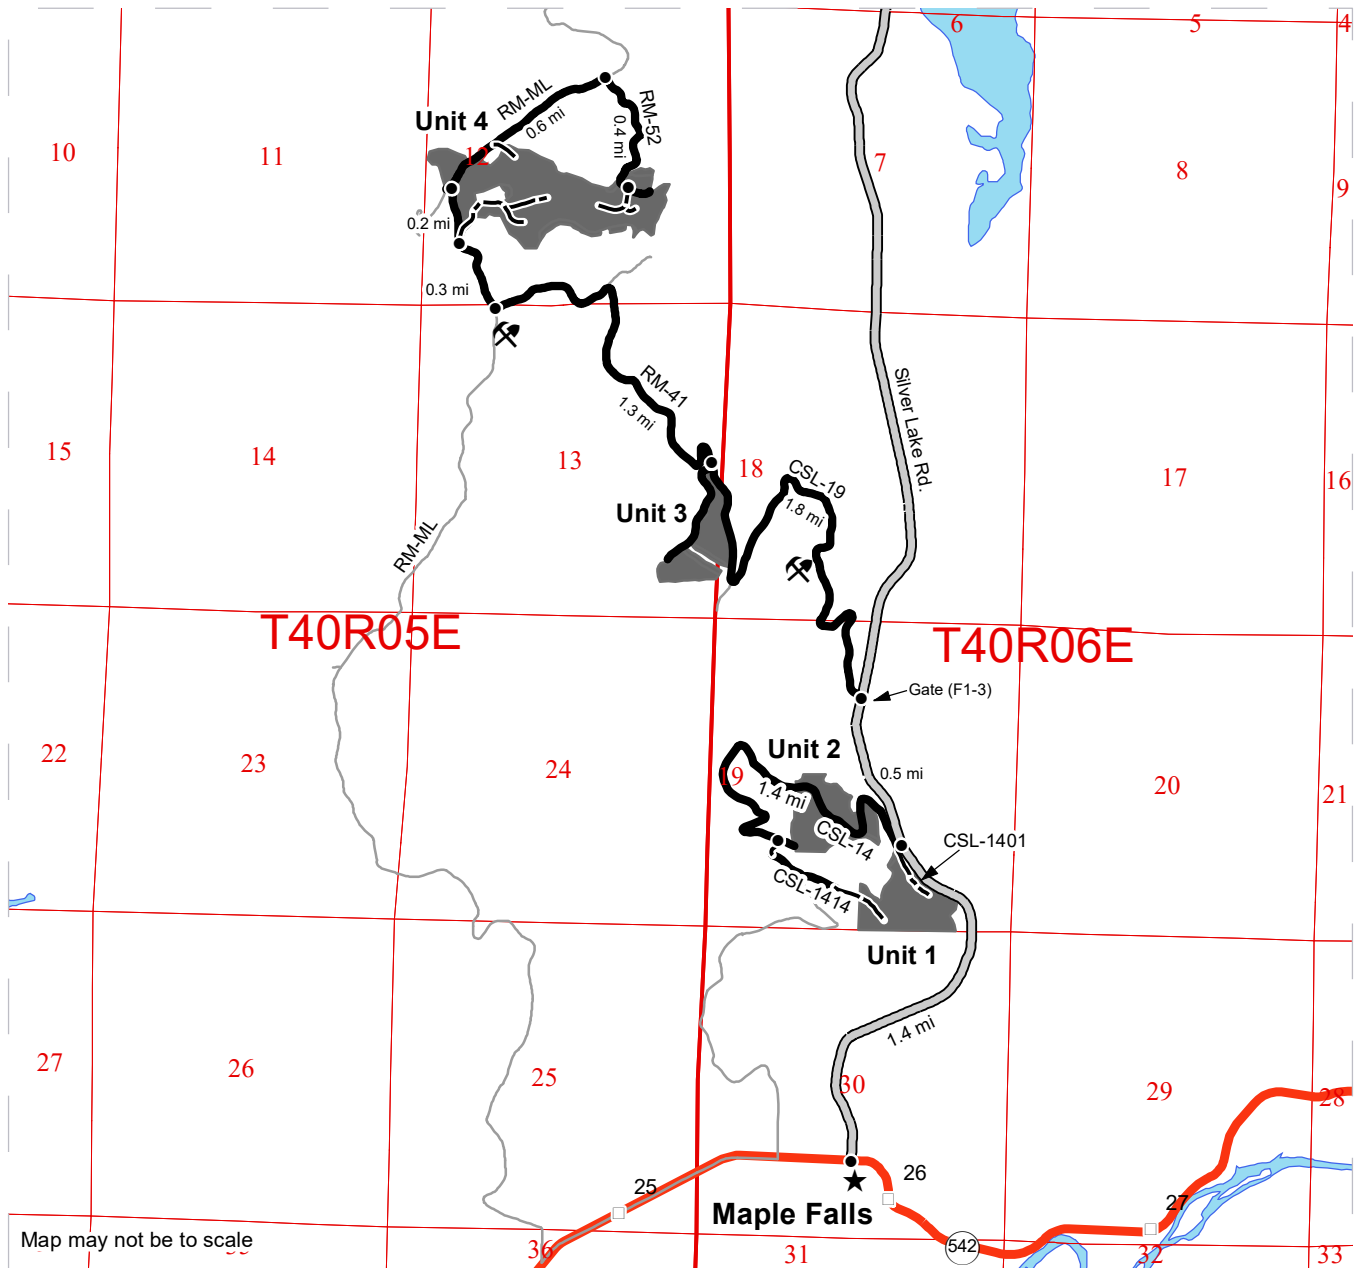 6
5
4
RM-ML
RM-52
0.6 mi
0.4 mi
Unit 4
10
11
12
7
8
9
0.2 mi
0.3 mi
RM-41
1.3 mi
Silver Lake Rd.
15
14
13
18
CSL-19
17
16
1.8 mi
Unit 3
RM-ML
T40R05E
T40R06E
Gate (F1-3)
22
23
24
Unit 2
19
0.5 mi
20
21
1.4 mi
CSL-14
CSL-1401
CSL-1414
Unit 1
1.4 mi
27
26
25
30
29
28
25
26
27
Maple Falls
Map may not be to scale
36
31
542
32
33